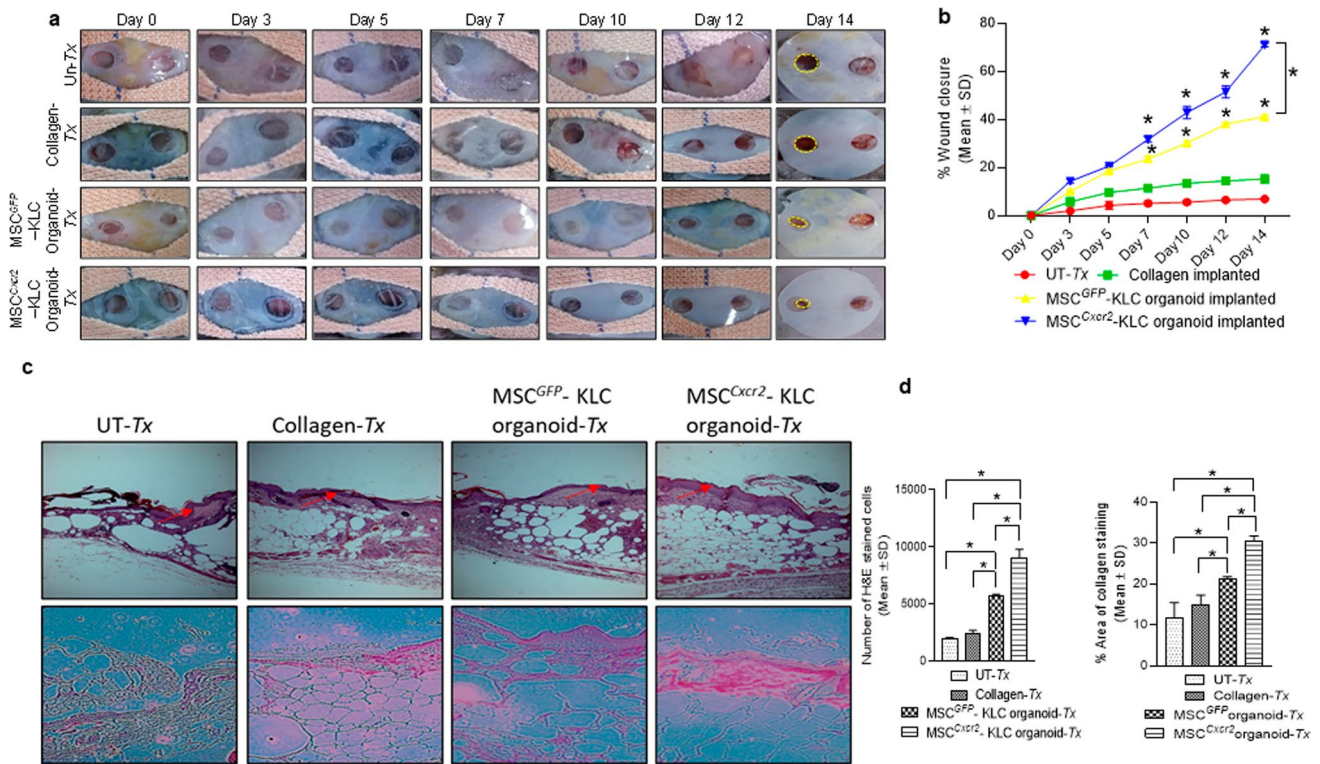 a
Day 0 Day 3 Day 5 Day 7 Day 10 Day 12 Day 14
Un-Tx
Collagen-
Tx
MSC^GFP
-KLC
Organoid-
Tx
MSC^Cxcr2
-KLC
Organoid-
Tx
b
% Wound closure
(Mean ± SD)
80
60
40
20
0
* * * * * * * * *
Day 0 Day 3 Day 5 Day 7 Day 10 Day 12 Day 14
UT-Tx Collagen implanted
MSC^GFP-KLC organoid implanted
MSC^Cxcr2-KLC organoid implanted
c
UT-Tx
Collagen-Tx
MSC^GFP- KLC
organoid-Tx
MSC^Cxcr2- KLC
organoid-Tx
d
Number of H&E stained cells
(Mean ±SD)
15000
10000
5000
0
* * * * *
UT-Tx
Collagen-Tx
MSC^GFP- KLC organoid-Tx
MSC^Cxcr2- KLC organoid-Tx
% Area of collagen staining
(Mean ± SD)
40
30
20
10
0
* * * * *
UT-Tx
Collagen-Tx
MSC^GFP organoid-Tx
MSC^Cxcr2 organoid-Tx